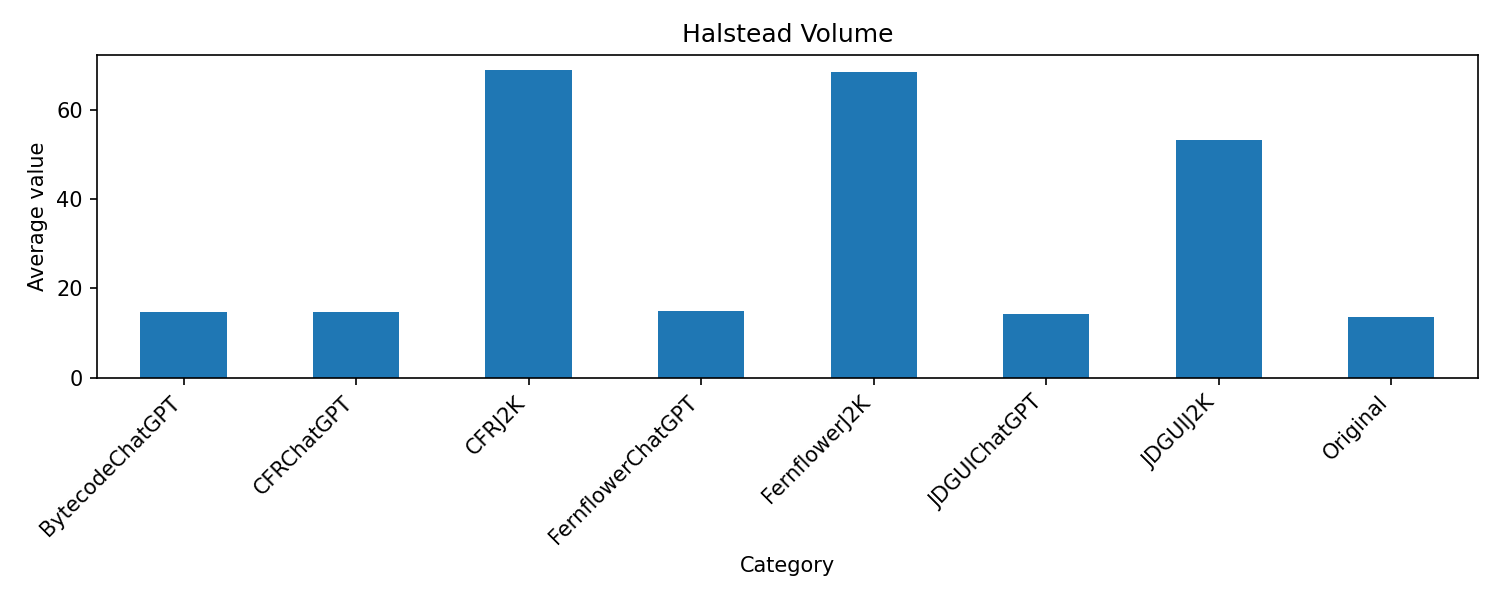 Halstead Volume
Average value
60
40
20
0
BytecodeChatGPT
CFRChatGPT
CFRJ2K
FernflowerChatGPT
FernflowerJ2K
JDGUIChatGPT
JDGUIJ2K
Original
Category